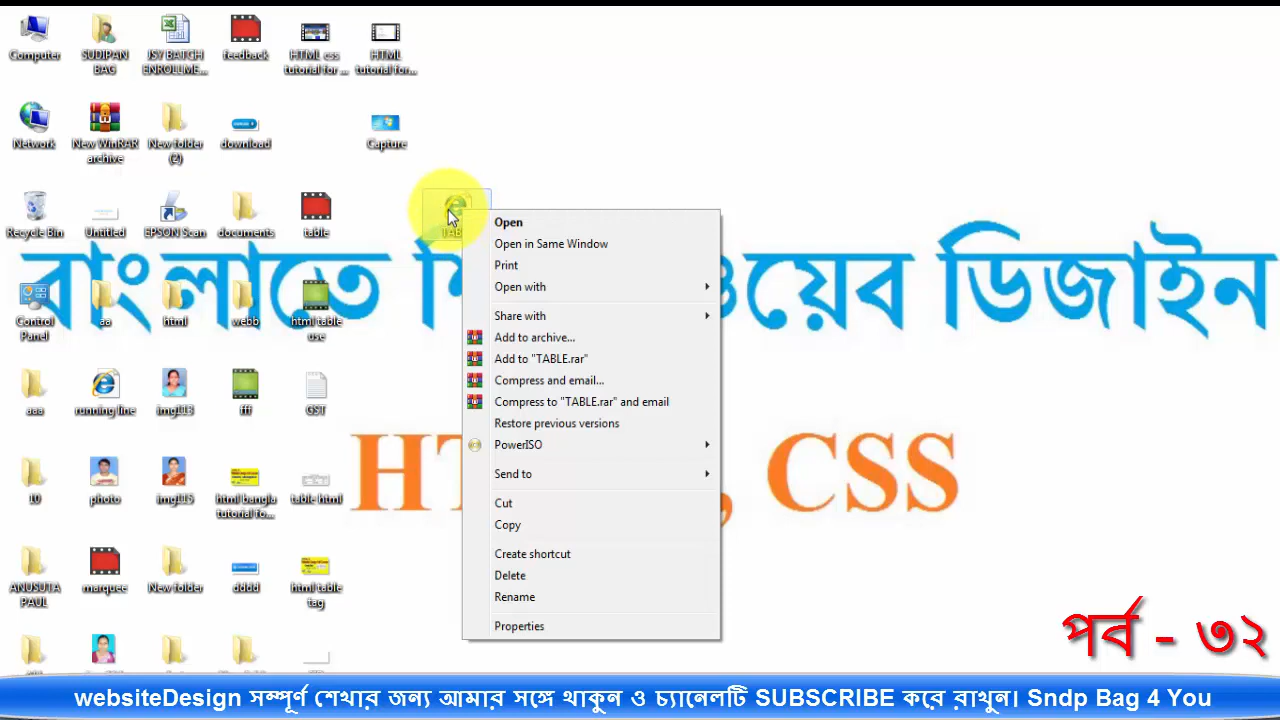 Computer
SUDIPAN
BAG
JSY BATCH
ENROLLME...
feedback
HTML css
tutorial for ...
HTML
tutorial for...
Network
New WinRAR
archive
New folder
(2)
download
Capture
Recycle Bin
Untitled
EPSON Scan
documents
table
Control
Panel
aa
html
webb
html table
use
aaa
running line
img113
fff
GST
10
photo
img115
html bangla
tutorial fo...
table html
ANUSUTA
PAUL
marquee
New folder
dddd
html table
tag
Open
Open in Same Window
Print
Open with
Share with
Add to archive...
Add to "TABLE.rar"
Compress and email...
Compress to "TABLE.rar" and email
Restore previous versions
PowerISO
Send to
Cut
Copy
Create shortcut
Delete
Rename
Properties
বাংলাতে ওয়েব ডিজাইন
CSS
পর্ব - ৩২
websiteDesign সম্পূর্ণ শেখার জন্য আমার সঙ্গে থাকুন ও চ্যানেলটি SUBSCRIBE করে রাখুন। Sndp Bag 4 You